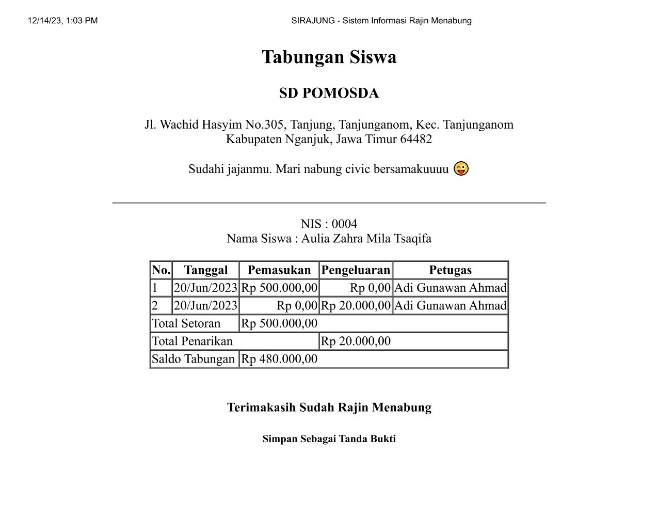 12/14/23, 1:03 PM SIRAJUNG - Sistem Informasi Rajin Menabung
Tabungan Siswa
SD POMOSDA
Jl. Wachid Hasyim No.305, Tanjung, Tanjunganom, Kec. Tanjunganom
Kabupaten Nganjuk, Jawa Timur 64482
Sudahi jajanmu. Mari nabung civic bersamakuuuu 😜
NIS : 0004
Nama Siswa : Aulia Zahra Mila Tsaqifa
No. Tanggal Pemasukan Pengeluaran Petugas
1 20/Jun/2023 Rp 500.000,00 Rp 0,00 Adi Gunawan Ahmad
2 20/Jun/2023 Rp 0,00 Rp 20.000,00 Adi Gunawan Ahmad
Total Setoran Rp 500.000,00
Total Penarikan Rp 20.000,00
Saldo Tabungan Rp 480.000,00
Terimakasih Sudah Rajin Menabung
Simpan Sebagai Tanda Bukti